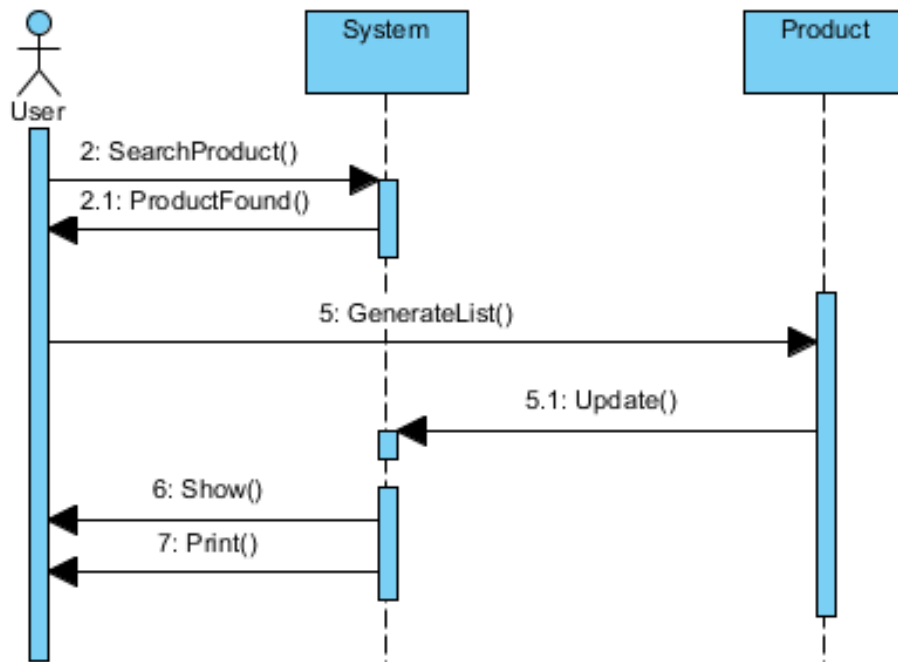 System
Product
User
2: SearchProduct()
2.1: ProductFound()
5: GenerateList()
5.1: Update()
6: Show()
7: Print()